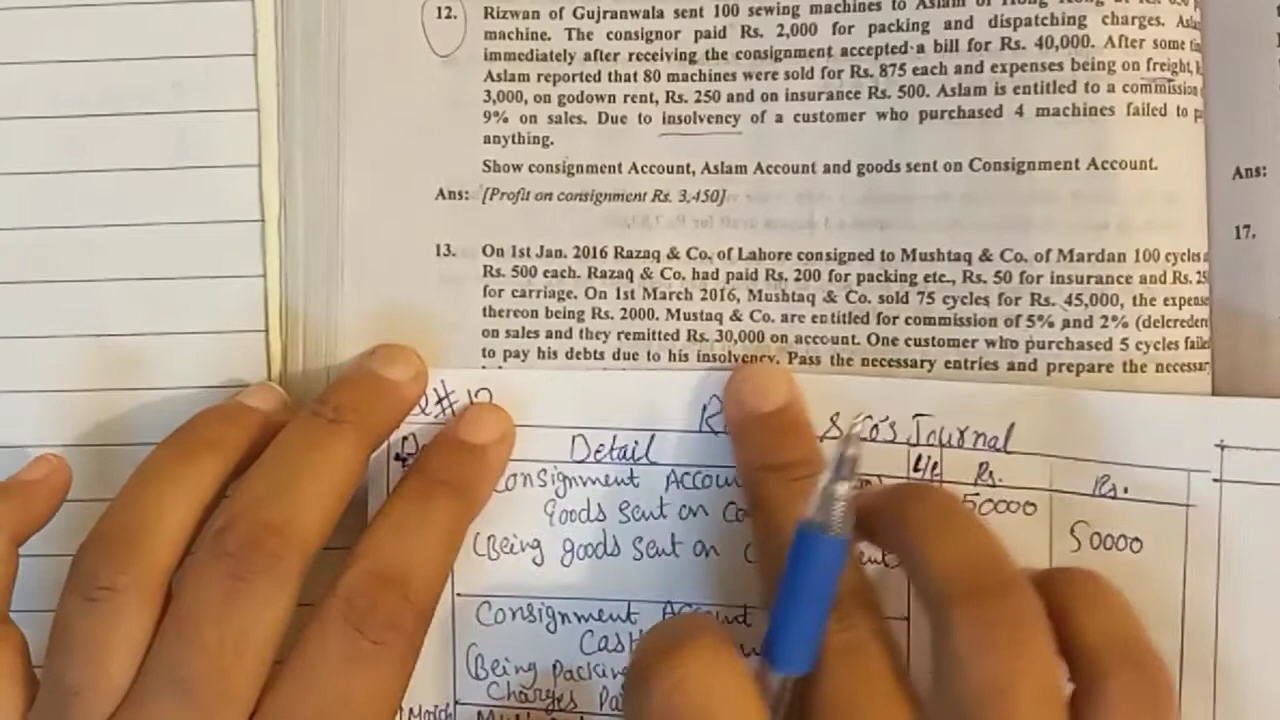 12. Rizwan of Gujranwala sent 100 sewing machines to Aslam of Hong Kong at
machine. The consignor paid Rs. 2,000 for packing and dispatching charges. Asla
immediately after receiving the consignment accepted a bill for Rs. 40,000. After some
Aslam reported that 80 machines were sold for Rs. 875 each and expenses being on freight,
3,000, on godown rent, Rs. 250 and on insurance Rs. 500. Aslam is entitled to a commission
9% on sales. Due to insolvency of a customer who purchased 4 machines failed to
anything.
Show consignment Account, Aslam Account and goods sent on Consignment Account.
Ans: [Profit on consignment Rs. 3,450]
13. On 1st Jan. 2016 Razaq & Co. of Lahore consigned to Mushtaq & Co. of Mardan 100 cycles
Rs. 500 each. Razaq & Co. had paid Rs. 200 for packing etc., Rs. 50 for insurance and Rs. 25
for carriage. On 1st March 2016, Mushtaq & Co. sold 75 cycles for Rs. 45,000, the expense
thereon being Rs. 2000. Mustaq & Co. are entitled for commission of 5% and 2% (delcreder
on sales and they remitted Rs. 30,000 on account. One customer who purchased 5 cycles faile
to pay his debts due to his insolvency. Pass the necessary entries and prepare the necessar
Ans:
17.
Co's Journal
Detail L/F Rs. Rs.
Consignment Accou 50000
Goods Sent on Co 50000
(Being goods sent on
Consignment Account
Cash
(Being Packing
Charges Pa